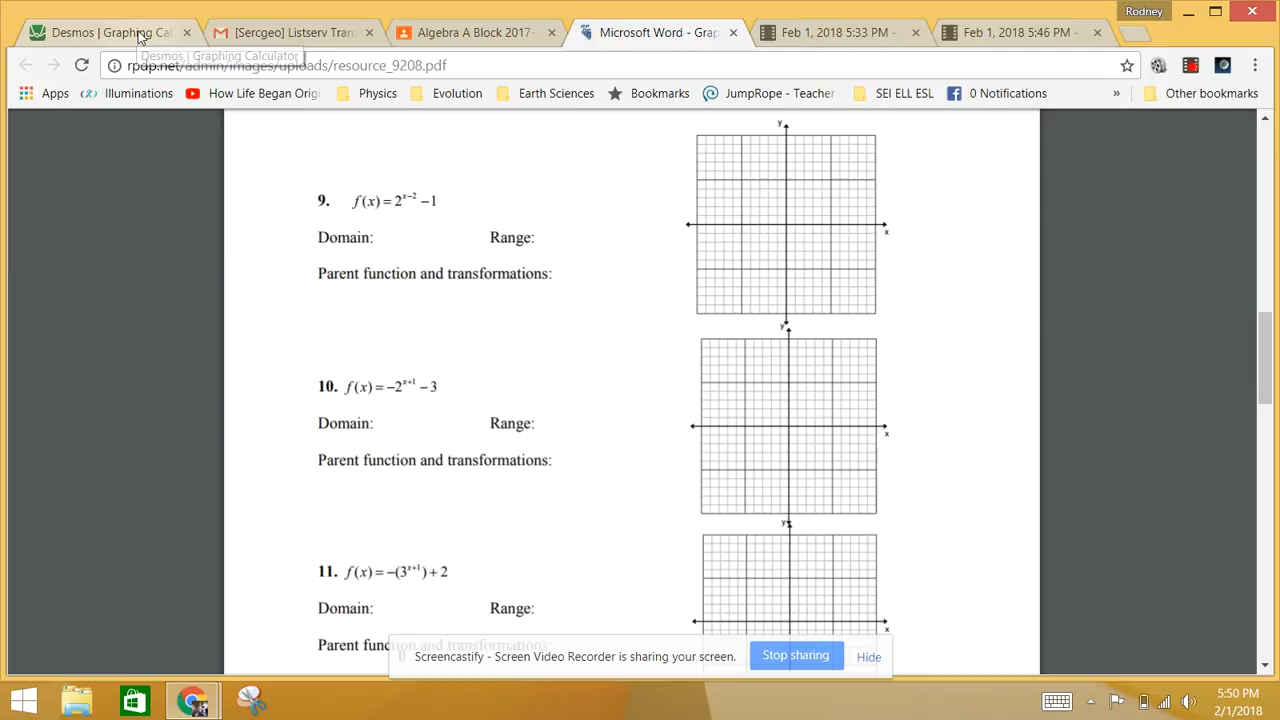 Rodney
Desmos | Graphing Cal
[Sercgeo] Listserv Tran
Algebra A Block 2017-
Microsoft Word - Grap
Feb 1, 2018 5:33 PM -
Feb 1, 2018 5:46 PM -
Desmos | Graphing Calculator
rpdp.net/admin/images/uploads/resource_9208.pdf
Apps
Illuminations
How Life Began Orig
Physics
Evolution
Earth Sciences
Bookmarks
JumpRope - Teacher
SEI ELL ESL
0 Notifications
»
Other bookmarks
y
9. f(x) = 2^{x-2} - 1
x
Domain: Range:
Parent function and transformations:
y
10. f(x) = -2^{x+1} - 3
Domain: Range:
x
Parent function and transformations:
y
11. f(x) = -(3^{x+1}) + 2
Domain: Range:
x
Parent function and transformations:
Screencastify - Screen Video Recorder is sharing your screen.
Stop sharing
Hide
5:50 PM
2/1/2018